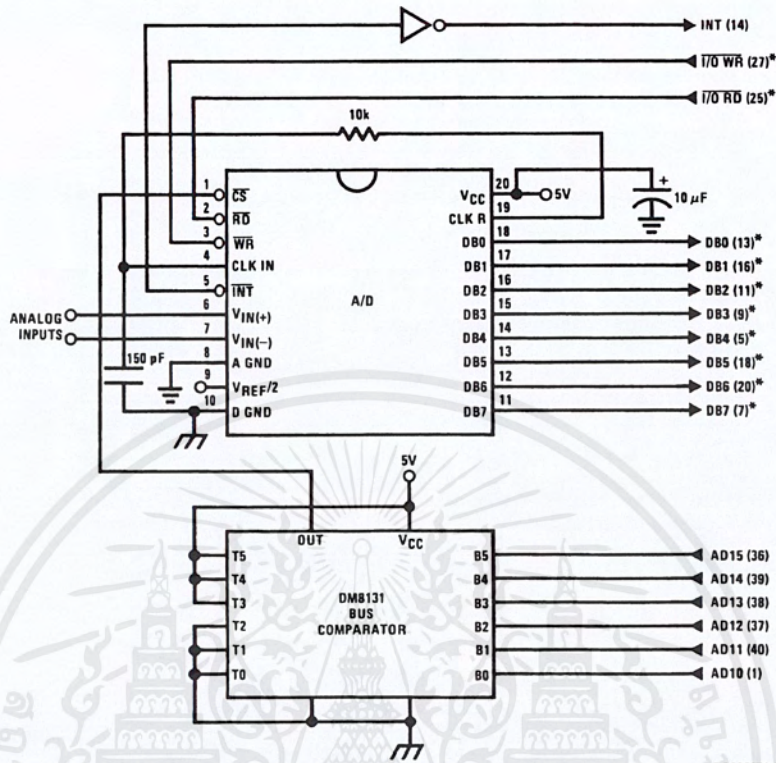 INT (14)
I/O WR (27)*
I/O RD (25)*
10k
1
CS
2
RD
3
WR
4
CLK IN
5
INT
6
VIN(+)
7
VIN(−)
8
A GND
9
VREF/2
10
D GND
ANALOG
INPUTS
150 pF
A/D
20
VCC
5V
+
10 µF
19
CLK R
18
DB0
DB0 (13)*
17
DB1
DB1 (16)*
16
DB2
DB2 (11)*
15
DB3
DB3 (9)*
14
DB4
DB4 (5)*
13
DB5
DB5 (18)*
12
DB6
DB6 (20)*
11
DB7
DB7 (7)*
5V
OUT
VCC
T5
T4
T3
T2
T1
T0
DM8131
BUS
COMPARATOR
B5
AD15 (36)
B4
AD14 (39)
B3
AD13 (38)
B2
AD12 (37)
B1
AD11 (40)
B0
AD10 (1)